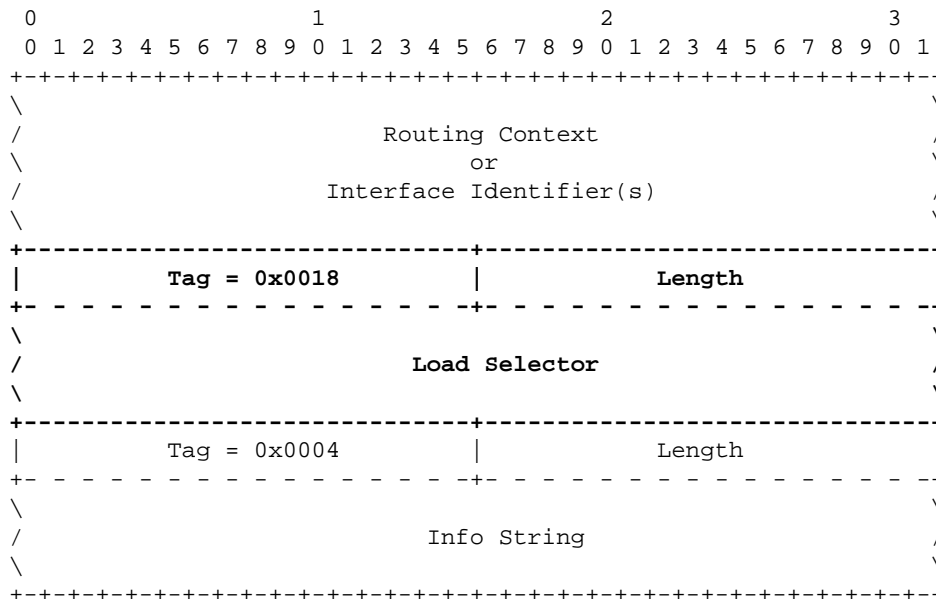 0                   1                   2                   3
0 1 2 3 4 5 6 7 8 9 0 1 2 3 4 5 6 7 8 9 0 1 2 3 4 5 6 7 8 9 0 1
+-+-+-+-+-+-+-+-+-+-+-+-+-+-+-+-+-+-+-+-+-+-+-+-+-+-+-+-+-+-+-+-
\                                                               \
/                         Routing Context                       /
\                               or                              \
/                     Interface Identifier(s)                   /
\                                                               \
+-------------------------------+--------------------------------
|          Tag = 0x0018         |            Length
+- - - - - - - - - - - - - - - -+- - - - - - - - - - - - - - - --
\                                                               \
/                           Load Selector                       /
\                                                               \
+-------------------------------+--------------------------------
|          Tag = 0x0004         |            Length
+- - - - - - - - - - - - - - - -+- - - - - - - - - - - - - - - --
\                                                               \
/                            Info String                        /
\                                                               \
+-+-+-+-+-+-+-+-+-+-+-+-+-+-+-+-+-+-+-+-+-+-+-+-+-+-+-+-+-+-+-+-